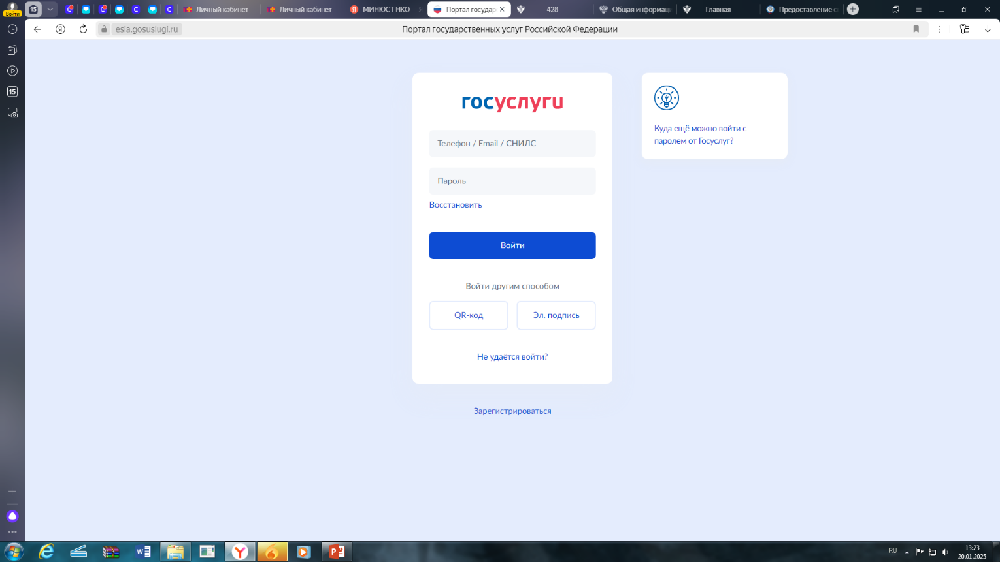 Войти
15
Личный кабинет
Личный кабинет
МИНЮСТ НКО —
Портал государ
428
Общая информац
Главная
Предоставление с
esia.gosuslugi.ru
Портал государственных услуг Российской Федерации
15
госуслуги
Телефон / Email / СНИЛС
Пароль
Восстановить
Войти
Войти другим способом
QR-код
Эл. подпись
Не удаётся войти?
Зарегистрироваться
Куда ещё можно войти с
паролем от Госуслуг?
RU
13:23
20.01.2025